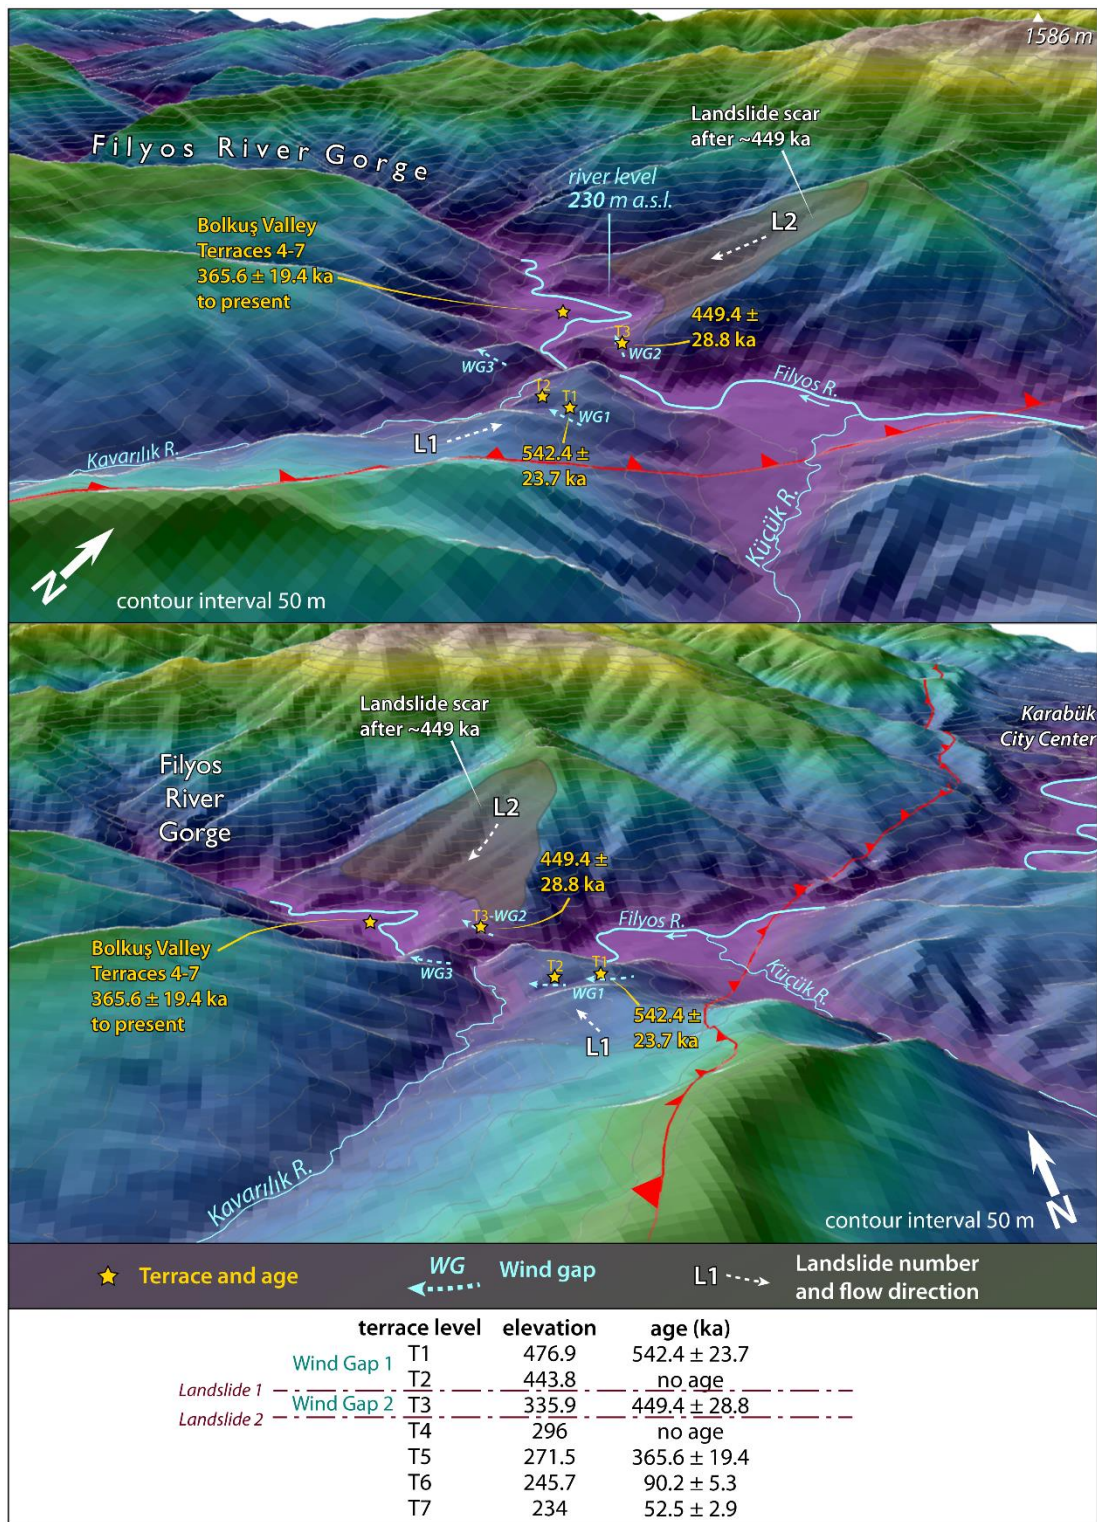 1586 m
Landslide scar
after ~449 ka
Filyos River Gorge
river level
230 m a.s.l.
L2
Bolkuş Valley
Terraces 4-7
365.6 ± 19.4 ka
to present
449.4 ±
28.8 ka
T3
WG2
WG3
Filyos R.
T2
T1
WG1
L1
542.4 ±
23.7 ka
Kavarılık R.
Küçük R.
N
contour interval 50 m
Landslide scar
after ~449 ka
Karabük
City Center
Filyos
River
Gorge
L2
449.4 ±
28.8 ka
T3-WG2
Filyos R.
Bolkuş Valley
Terraces 4-7
365.6 ± 19.4 ka
to present
WG3
T2
T1
WG1
Küçük R.
542.4 ±
23.7 ka
L1
Kavarılık R.
contour interval 50 m
N
Terrace and age
WG Wind gap
L1 Landslide number
and flow direction
terrace level elevation age (ka)
Wind Gap 1
T1 476.9 542.4 ± 23.7
T2 443.8 no age
Landslide 1
Wind Gap 2 T3 335.9 449.4 ± 28.8
Landslide 2
T4 296 no age
T5 271.5 365.6 ± 19.4
T6 245.7 90.2 ± 5.3
T7 234 52.5 ± 2.9